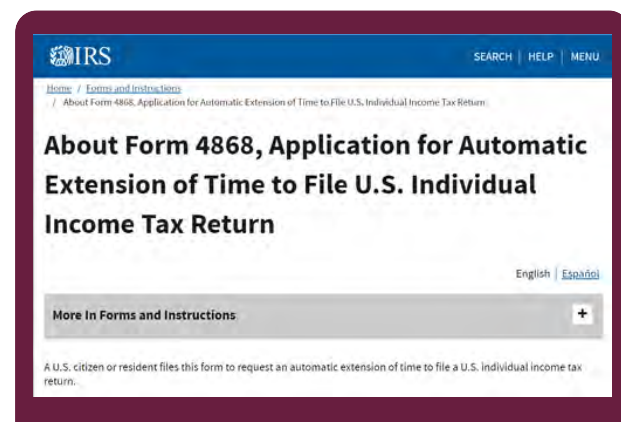 IRS
SEARCH | HELP | MENU
Home / Forms and Instructions
/ About Form 4868, Application for Automatic Extension of Time to File U.S. Individual Income Tax Return
About Form 4868, Application for Automatic
Extension of Time to File U.S. Individual
Income Tax Return
English | Español
More In Forms and Instructions +
A U.S. citizen or resident files this form to request an automatic extension of time to file a U.S. individual income tax
return.